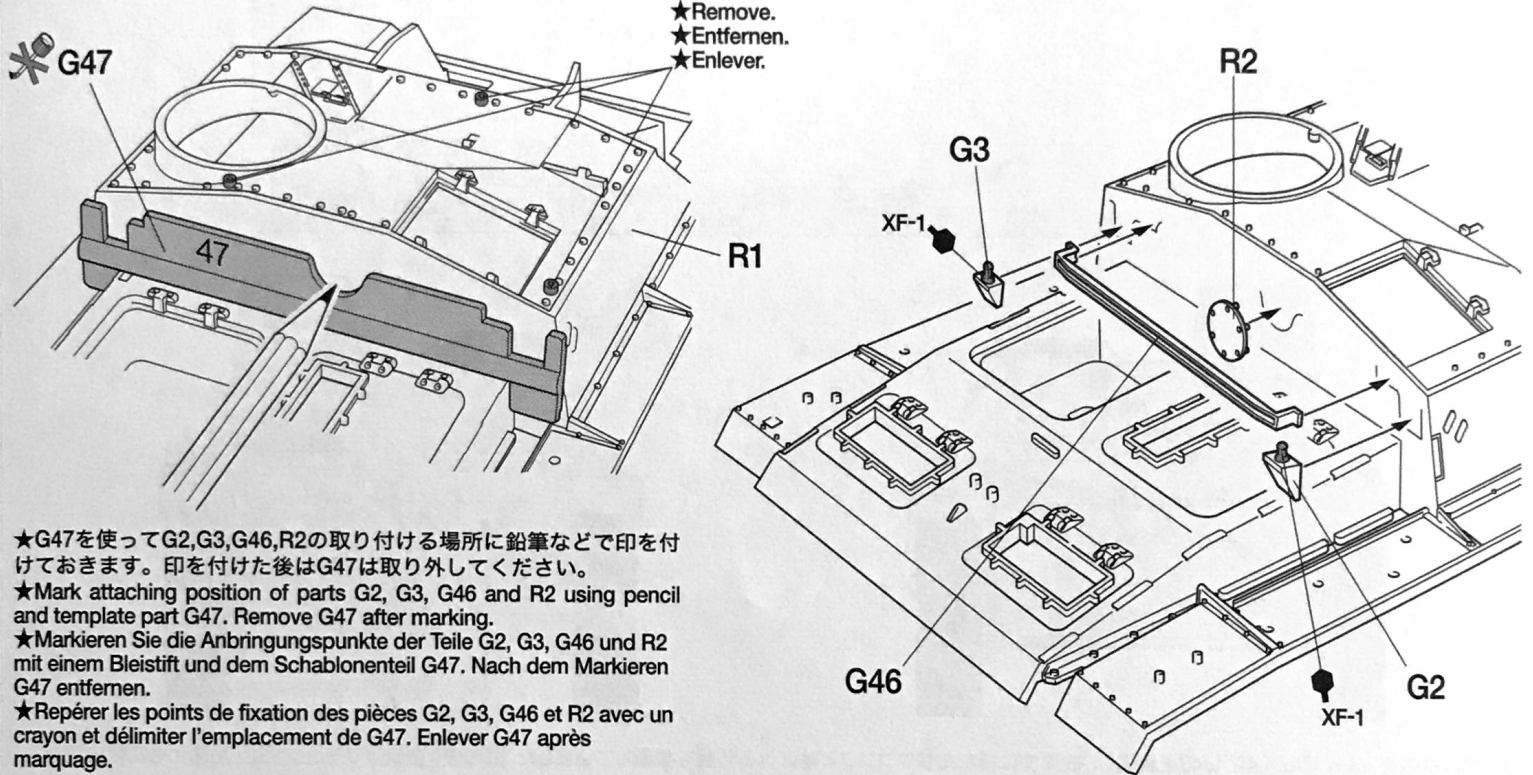 ★Remove.
★Entfernen.
★Enlever.
G47
47
R1
R2
G3
XF-1
G46
G2
XF-1
★G47を使ってG2,G3,G46,R2の取り付ける場所に鉛筆などで印を付
けておきます。印を付けた後はG47は取り外してください。
★Mark attaching position of parts G2, G3, G46 and R2 using pencil
and template part G47. Remove G47 after marking.
★Markieren Sie die Anbringungspunkte der Teile G2, G3, G46 und R2
mit einem Bleistift und dem Schablonenteil G47. Nach dem Markieren
G47 entfernen.
★Repérer les points de fixation des pièces G2, G3, G46 et R2 avec un
crayon et délimiter l'emplacement de G47. Enlever G47 après
marquage.